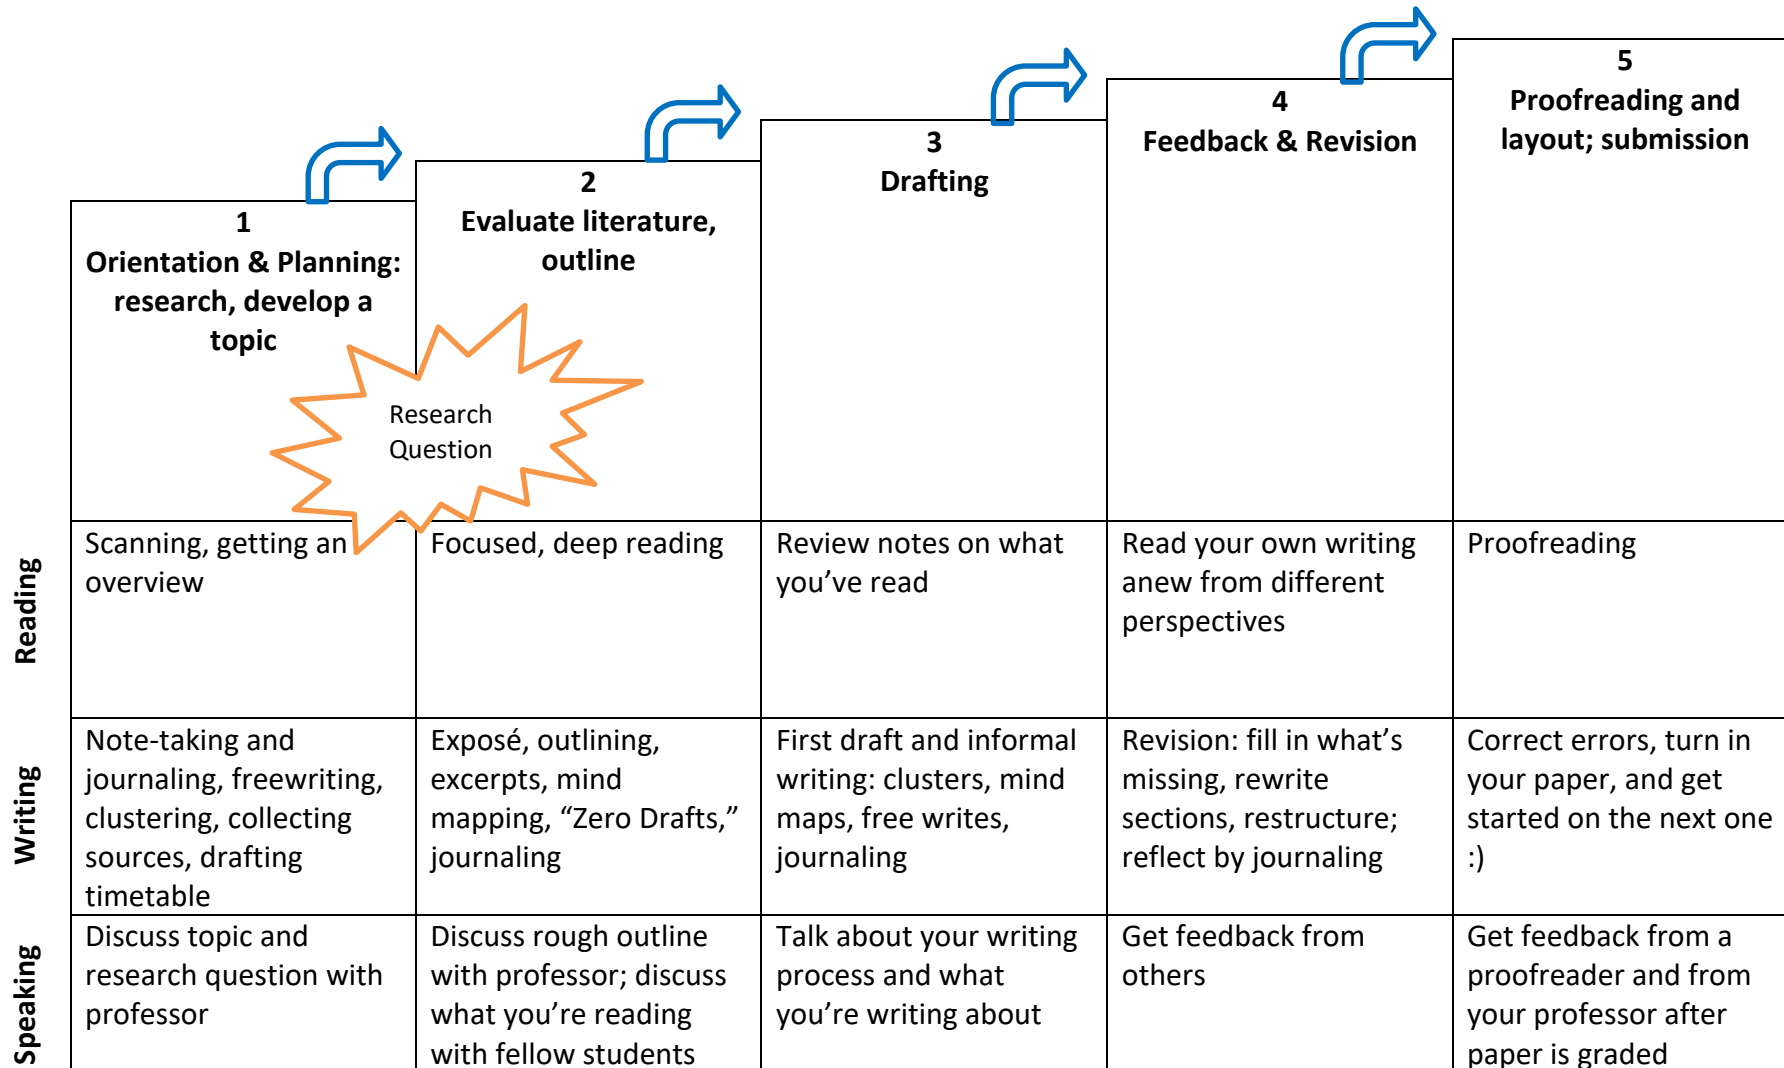 1
Orientation & Planning:
research, develop a
topic
2
Evaluate literature,
outline
3
Drafting
4
Feedback & Revision
5
Proofreading and
layout; submission
Research
Question
Reading
Scanning, getting an
overview
Focused, deep reading
Review notes on what
you’ve read
Read your own writing
anew from different
perspectives
Proofreading
Writing
Note-taking and
journaling, freewriting,
clustering, collecting
sources, drafting
timetable
Exposé, outlining,
excerpts, mind
mapping, “Zero Drafts,”
journaling
First draft and informal
writing: clusters, mind
maps, free writes,
journaling
Revision: fill in what’s
missing, rewrite
sections, restructure;
reflect by journaling
Correct errors, turn in
your paper, and get
started on the next one
:)
Speaking
Discuss topic and
research question with
professor
Discuss rough outline
with professor; discuss
what you’re reading
with fellow students
Talk about your writing
process and what
you’re writing about
Get feedback from
others
Get feedback from a
proofreader and from
your professor after
paper is graded